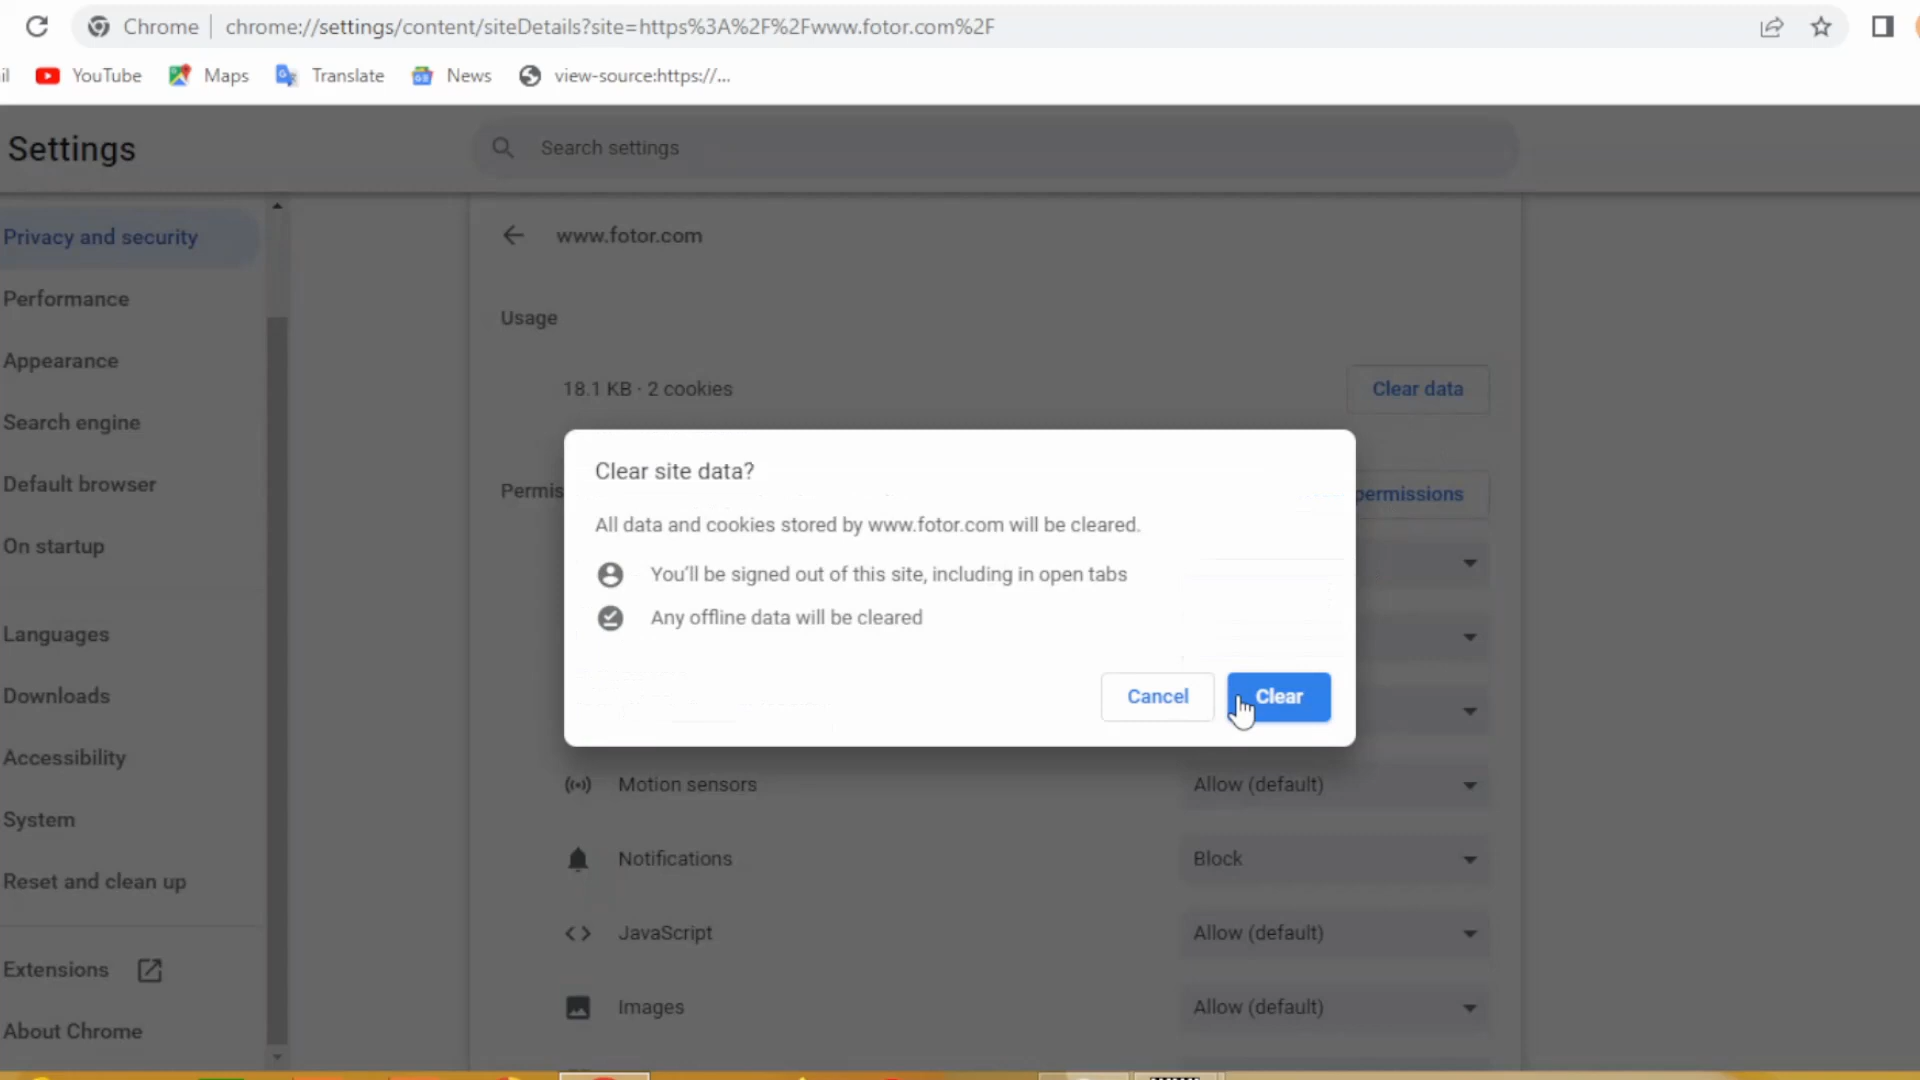 Chrome
chrome://settings/content/siteDetails?site=https%3A%2F%2Fwww.fotor.com%2F
il
YouTube
Maps
Translate
News
view-source:https://...
Settings
Search settings
Privacy and security
Performance
Appearance
Search engine
Default browser
On startup
Languages
Downloads
Accessibility
System
Reset and clean up
Extensions
About Chrome
www.fotor.com
Usage
18.1 KB · 2 cookies
Clear data
Permis
permissions
Clear site data?
All data and cookies stored by www.fotor.com will be cleared.
You'll be signed out of this site, including in open tabs
Any offline data will be cleared
Cancel
Clear
Motion sensors
Allow (default)
Notifications
Block
JavaScript
Allow (default)
Images
Allow (default)